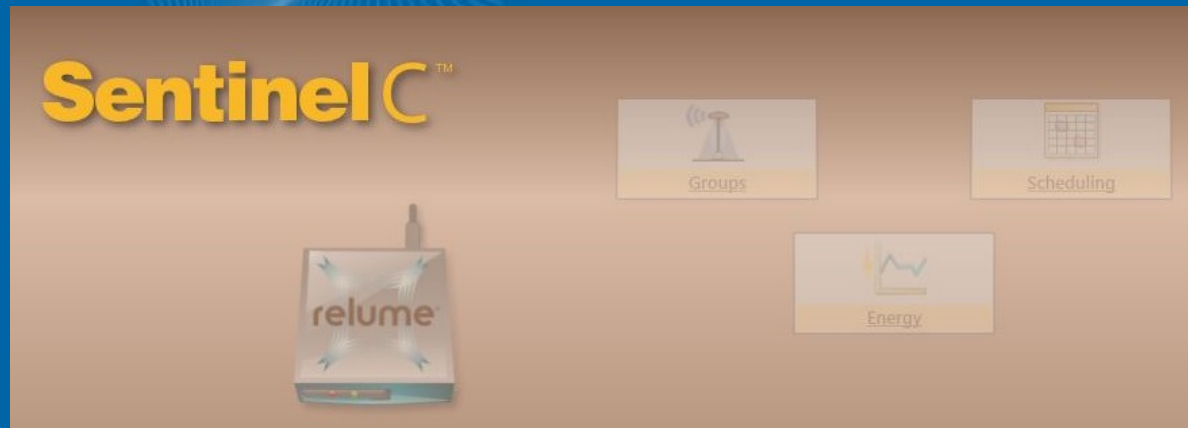 Sentinel C™
Groups
Scheduling
relume
Energy